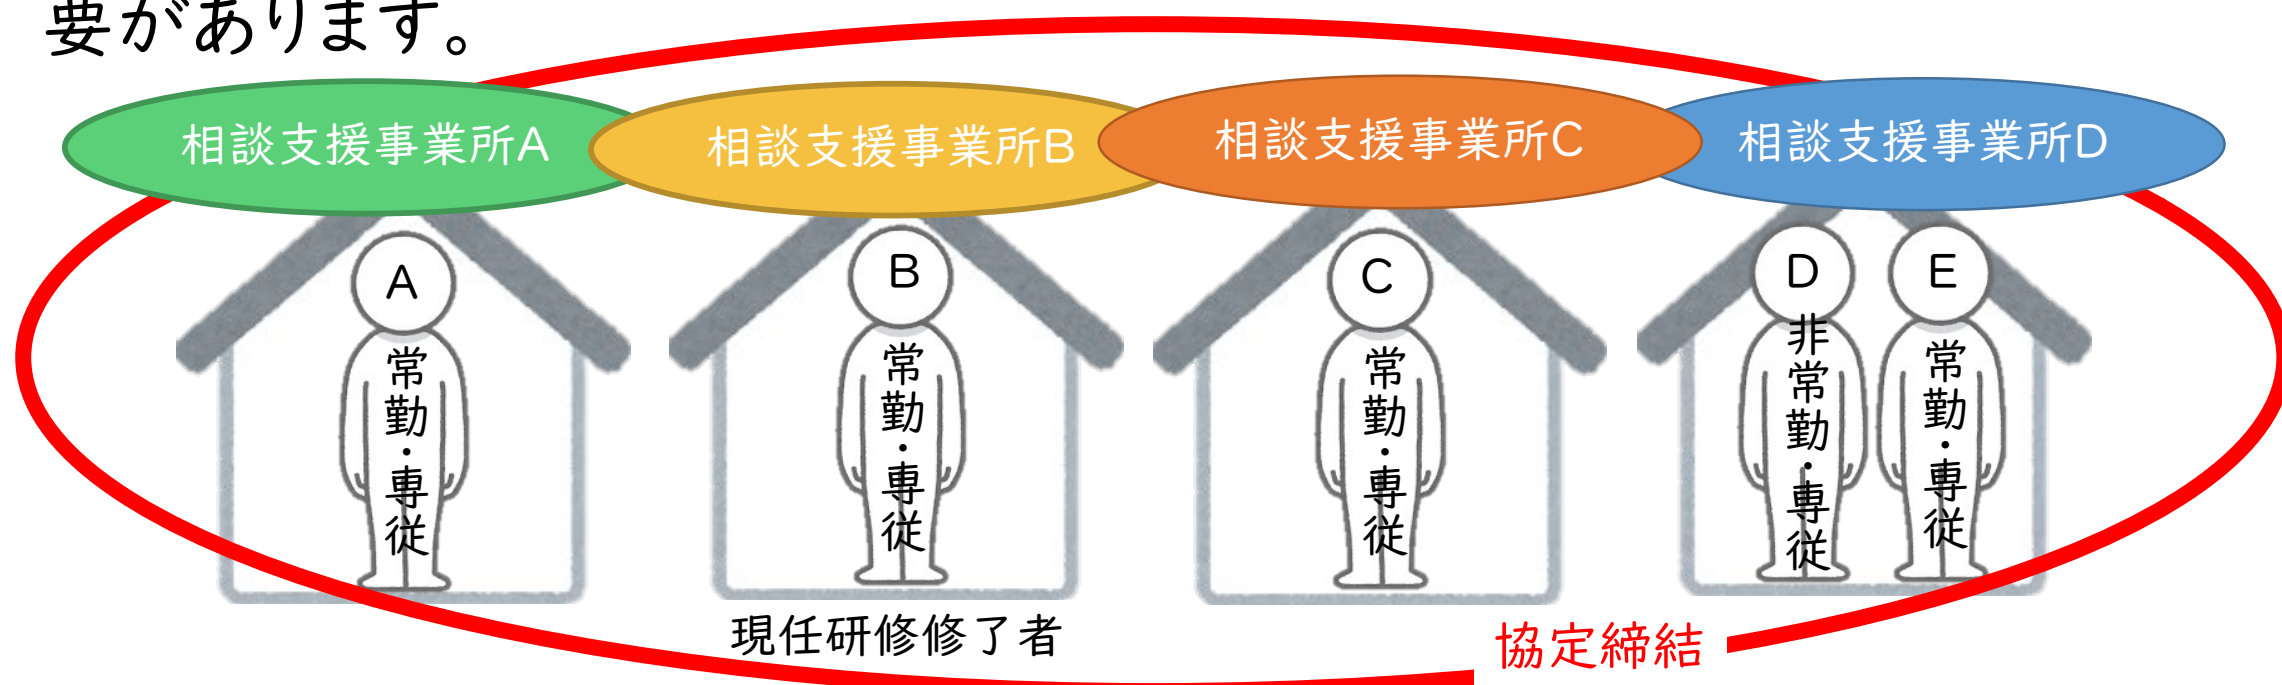 要があります。
相談支援事業所A
相談支援事業所B
相談支援事業所C
相談支援事業所D
A
常勤・専従
B
常勤・専従
C
常勤・専従
D
非常勤・専従
E
常勤・専従
現任研修修了者
協定締結